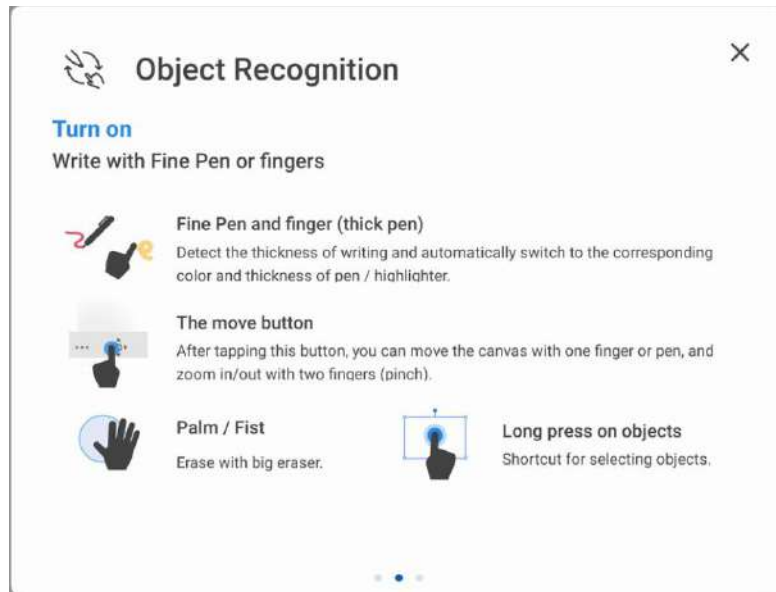 Object Recognition
Turn on
Write with Fine Pen or fingers
Fine Pen and finger (thick pen)
Detect the thickness of writing and automatically switch to the corresponding
color and thickness of pen / highlighter.
The move button
After tapping this button, you can move the canvas with one finger or pen, and
zoom in/out with two fingers (pinch).
Palm / Fist
Erase with big eraser.
Long press on objects
Shortcut for selecting objects.